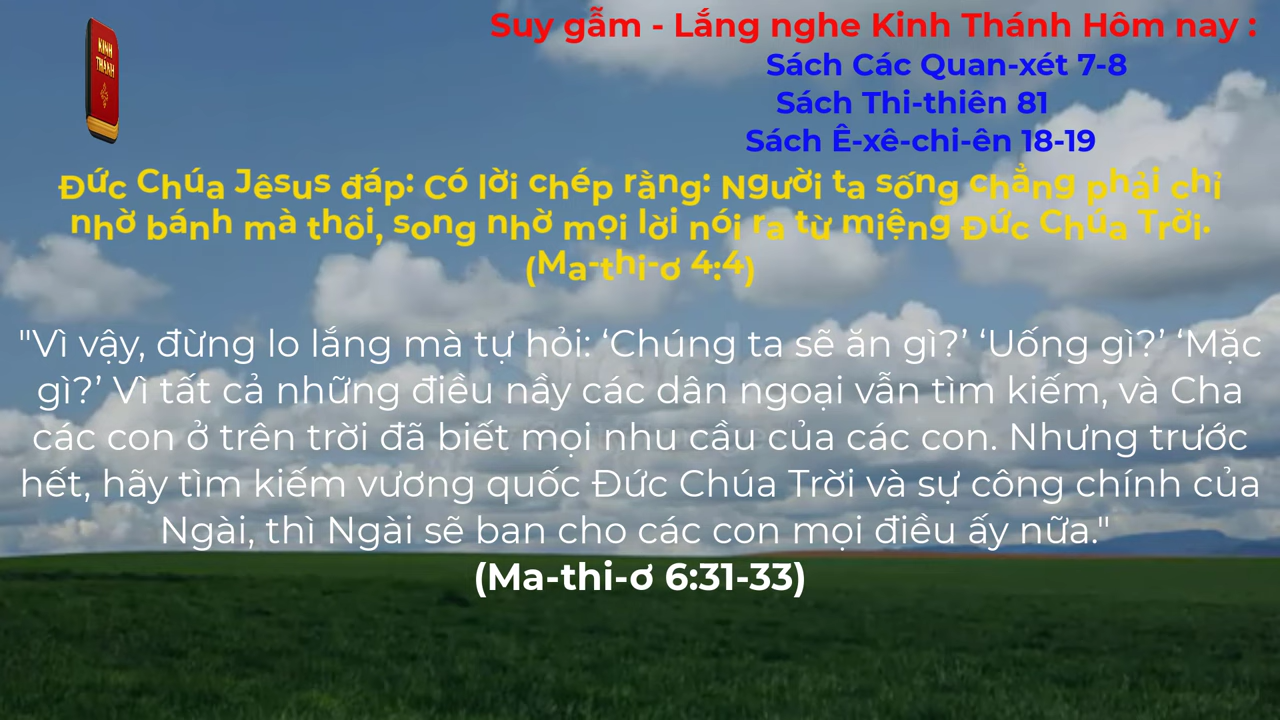 Suy gẫm - Lắng nghe Kinh Thánh Hôm nay :
Sách Các Quan-xét 7-8
Sách Thi-thiên 81
Sách Ê-xê-chi-ên 18-19
KINH
THÁNH
Đức Chúa Jêsus đáp: Có lời chép rằng: Người ta sống chẳng phải chỉ
nhờ bánh mà thôi, song nhờ mọi lời nói ra từ miệng Đức Chúa Trời.
(Ma-thi-ơ 4:4)
"Vì vậy, đừng lo lắng mà tự hỏi: ‘Chúng ta sẽ ăn gì?’ ‘Uống gì?’ ‘Mặc
gì?’ Vì tất cả những điều nầy các dân ngoại vẫn tìm kiếm, và Cha
các con ở trên trời đã biết mọi nhu cầu của các con. Nhưng trước
hết, hãy tìm kiếm vương quốc Đức Chúa Trời và sự công chính của
Ngài, thì Ngài sẽ ban cho các con mọi điều ấy nữa."
(Ma-thi-ơ 6:31-33)